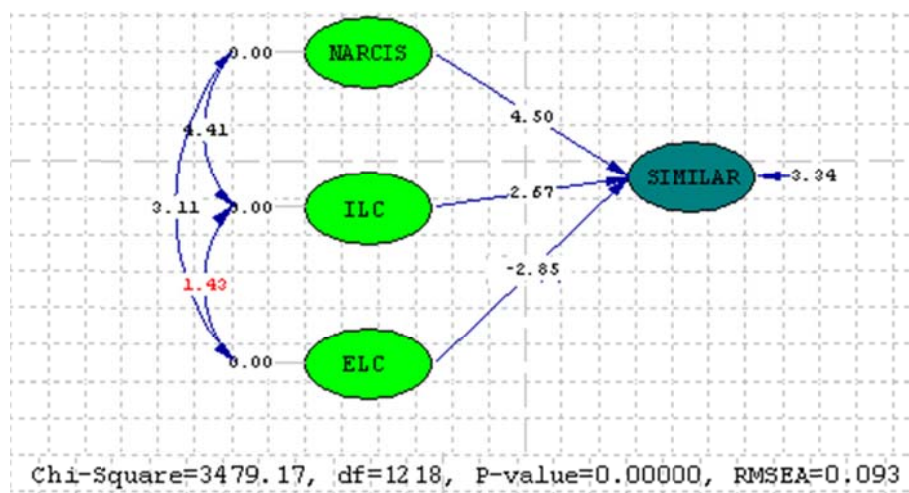 0.00 NARCIS
4.41
4.50
SIMILAR 3.34
3.11 0.00 ILC 2.67
1.43
-2.85
0.00 ELC
Chi-Square=3479.17, df=1218, P-value=0.00000, RMSEA=0.093